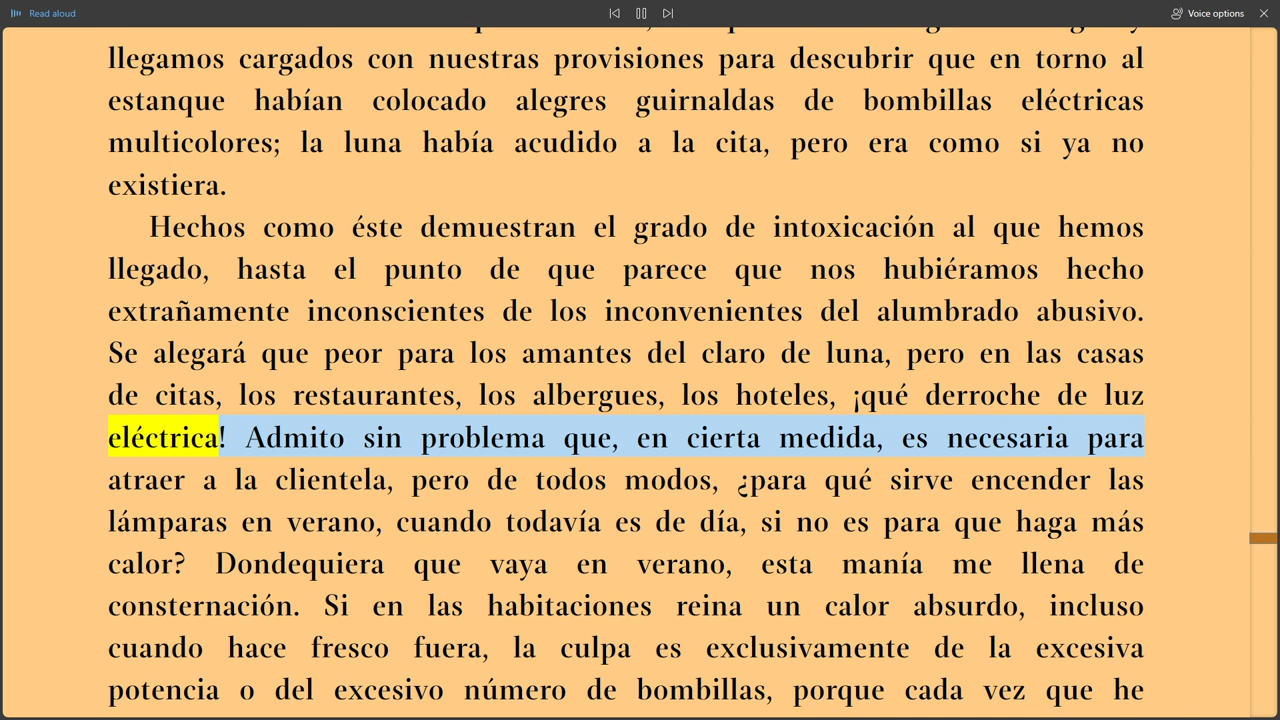 Read aloud
Voice options
llegamos cargados con nuestras provisiones para descubrir que en torno al
estanque habían colocado alegres guirnaldas de bombillas eléctricas
multicolores; la luna había acudido a la cita, pero era como si ya no
existiera.
Hechos como éste demuestran el grado de intoxicación al que hemos
llegado, hasta el punto de que parece que nos hubiéramos hecho
extrañamente inconscientes de los inconvenientes del alumbrado abusivo.
Se alegará que peor para los amantes del claro de luna, pero en las casas
de citas, los restaurantes, los albergues, los hoteles, ¡qué derroche de luz
eléctrica! Admito sin problema que, en cierta medida, es necesaria para
atraer a la clientela, pero de todos modos, ¿para qué sirve encender las
lámparas en verano, cuando todavía es de día, si no es para que haga más
calor? Dondequiera que vaya en verano, esta manía me llena de
consternación. Si en las habitaciones reina un calor absurdo, incluso
cuando hace fresco fuera, la culpa es exclusivamente de la excesiva
potencia o del excesivo número de bombillas, porque cada vez que he